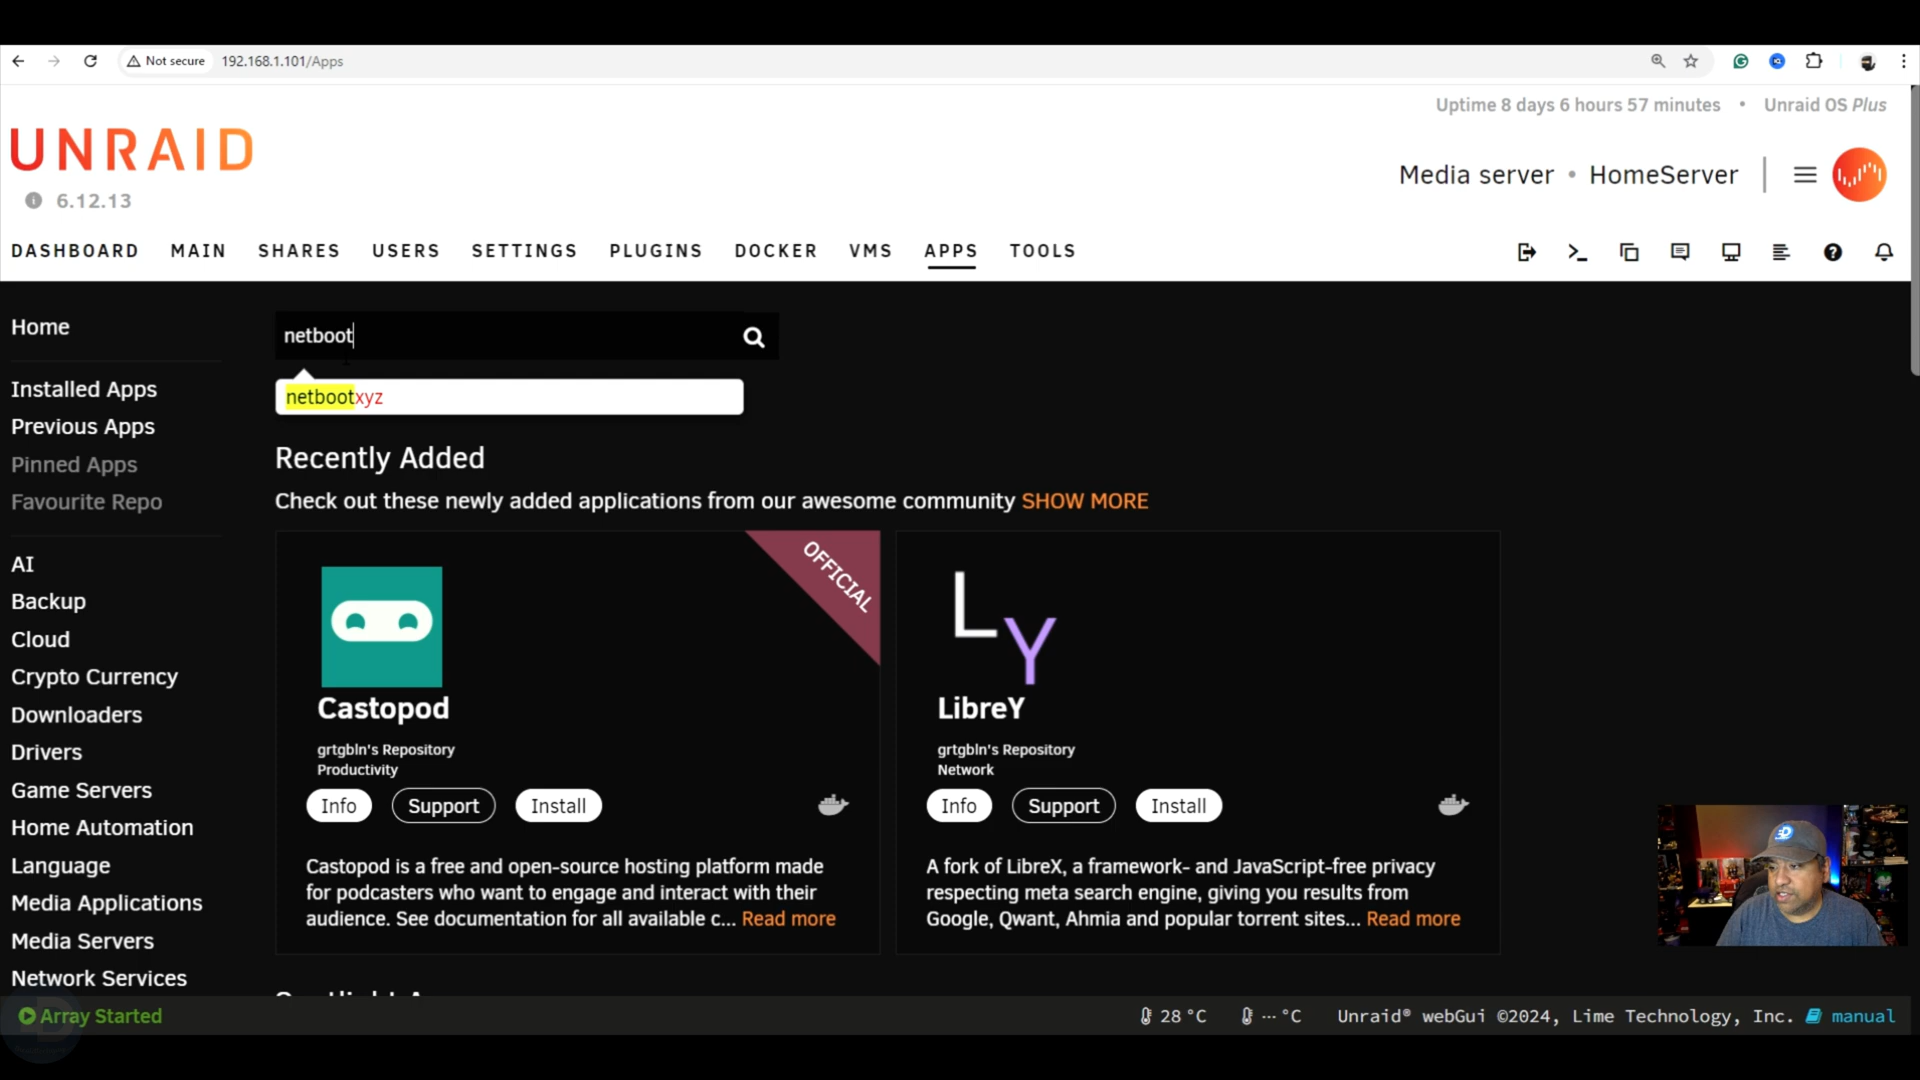 Not secure 192.168.1.101/Apps
Uptime 8 days 6 hours 57 minutes • Unraid OS Plus
UNRAID
6.12.13
Media server • HomeServer
DASHBOARD MAIN SHARES USERS SETTINGS PLUGINS DOCKER VMS APPS TOOLS
Home
netboot
netbootxyz
Installed Apps
Previous Apps
Pinned Apps
Favourite Repo
AI
Backup
Cloud
Crypto Currency
Downloaders
Drivers
Game Servers
Home Automation
Language
Media Applications
Media Servers
Network Services
Recently Added
Check out these newly added applications from our awesome community SHOW MORE
OFFICIAL
Castopod
grtgbln's Repository
Productivity
Info Support Install
Castopod is a free and open-source hosting platform made
for podcasters who want to engage and interact with their
audience. See documentation for all available c... Read more
LY
LibreY
grtgbln's Repository
Network
Info Support Install
A fork of LibreX, a framework- and JavaScript-free privacy
respecting meta search engine, giving you results from
Google, Qwant, Ahmia and popular torrent sites... Read more
Array Started
28 °C --- °C Unraid® webGui ©2024, Lime Technology, Inc. manual